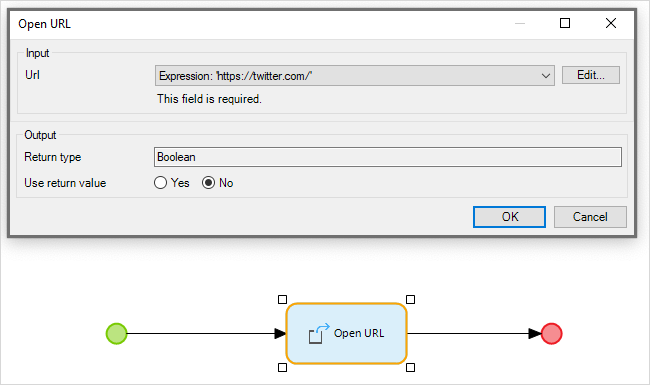 Open URL
Input
Url
Expression: 'https://twitter.com/'
Edit...
This field is required.
Output
Return type
Boolean
Use return value
Yes
No
OK
Cancel
Open URL